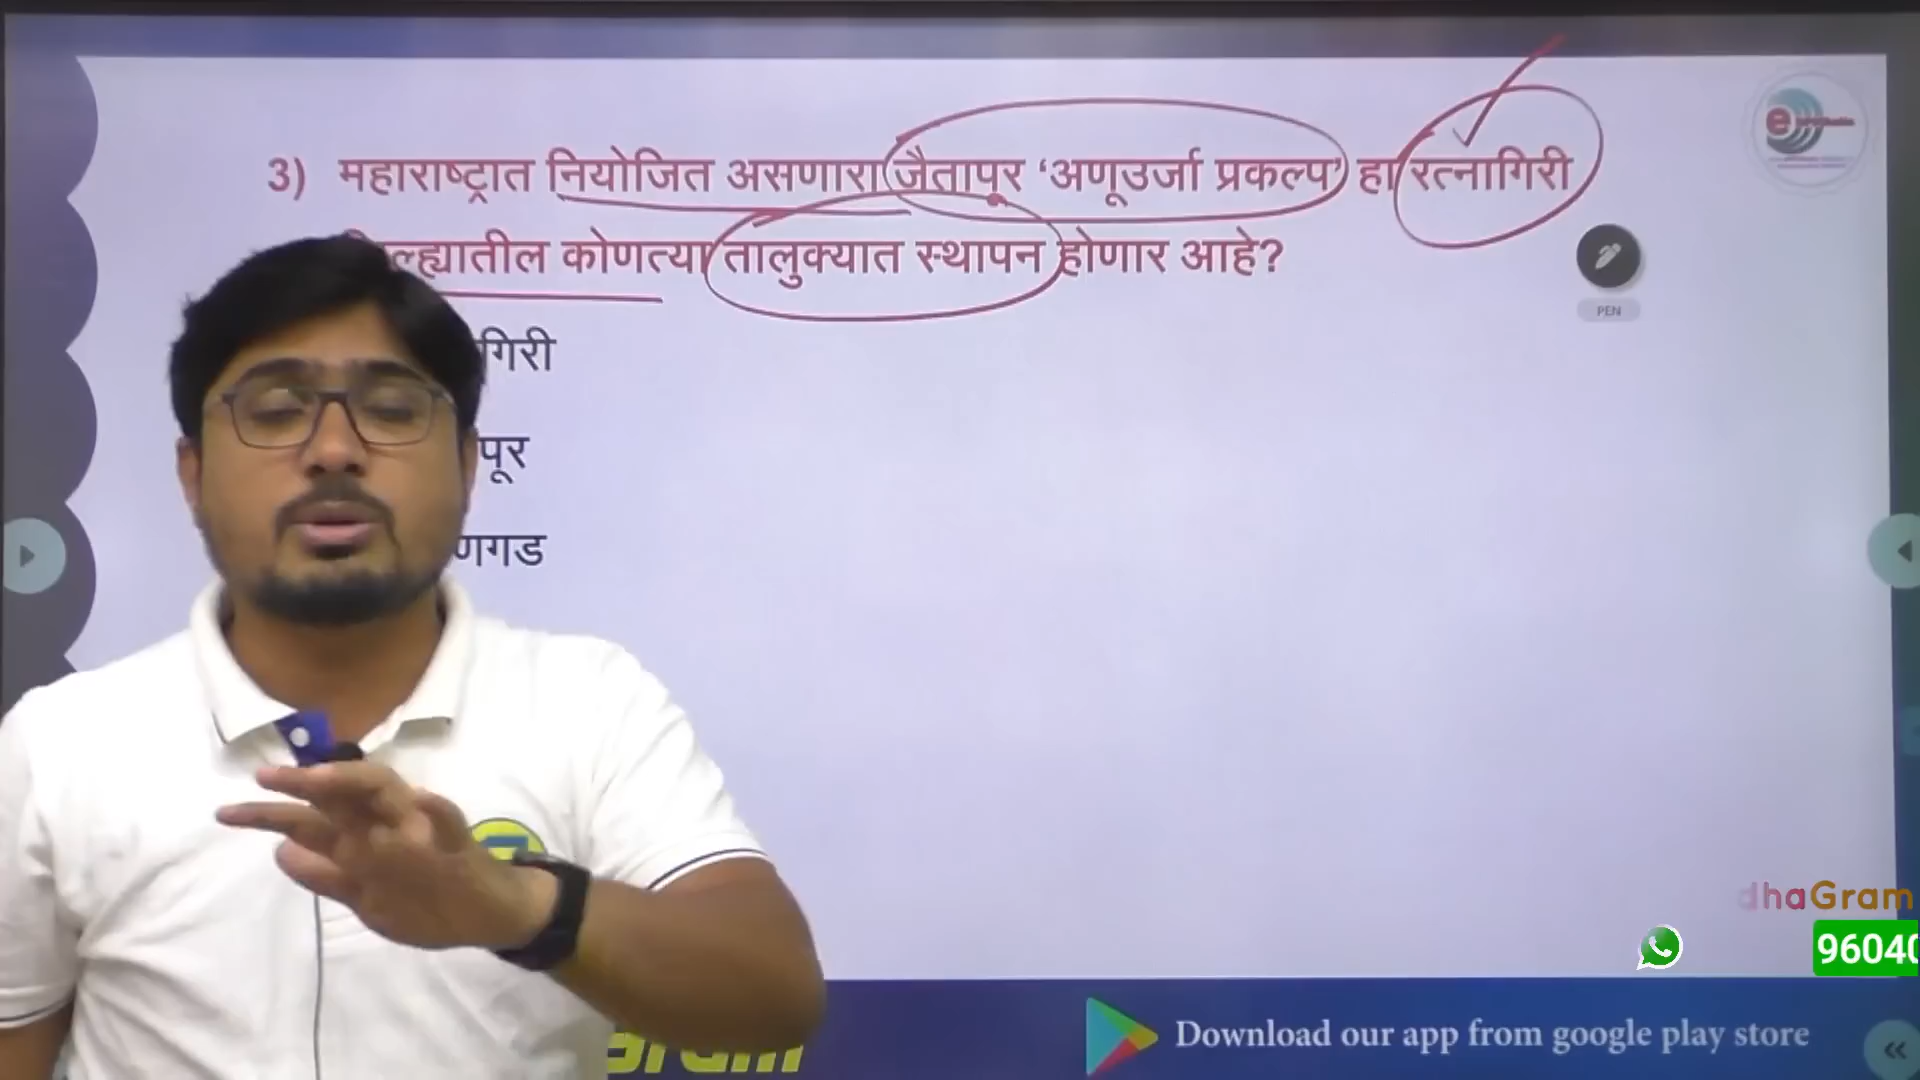 3) महाराष्ट्रात नियोजित असणारा जैतापूर ‘अणूउर्जा प्रकल्प’ हा रत्नागिरी
ल्ह्यातील कोणत्या तालुक्यात स्थापन होणार आहे?
PEN
गिरी
पूर
णगड
dhaGram
9604
Download our app from google play store